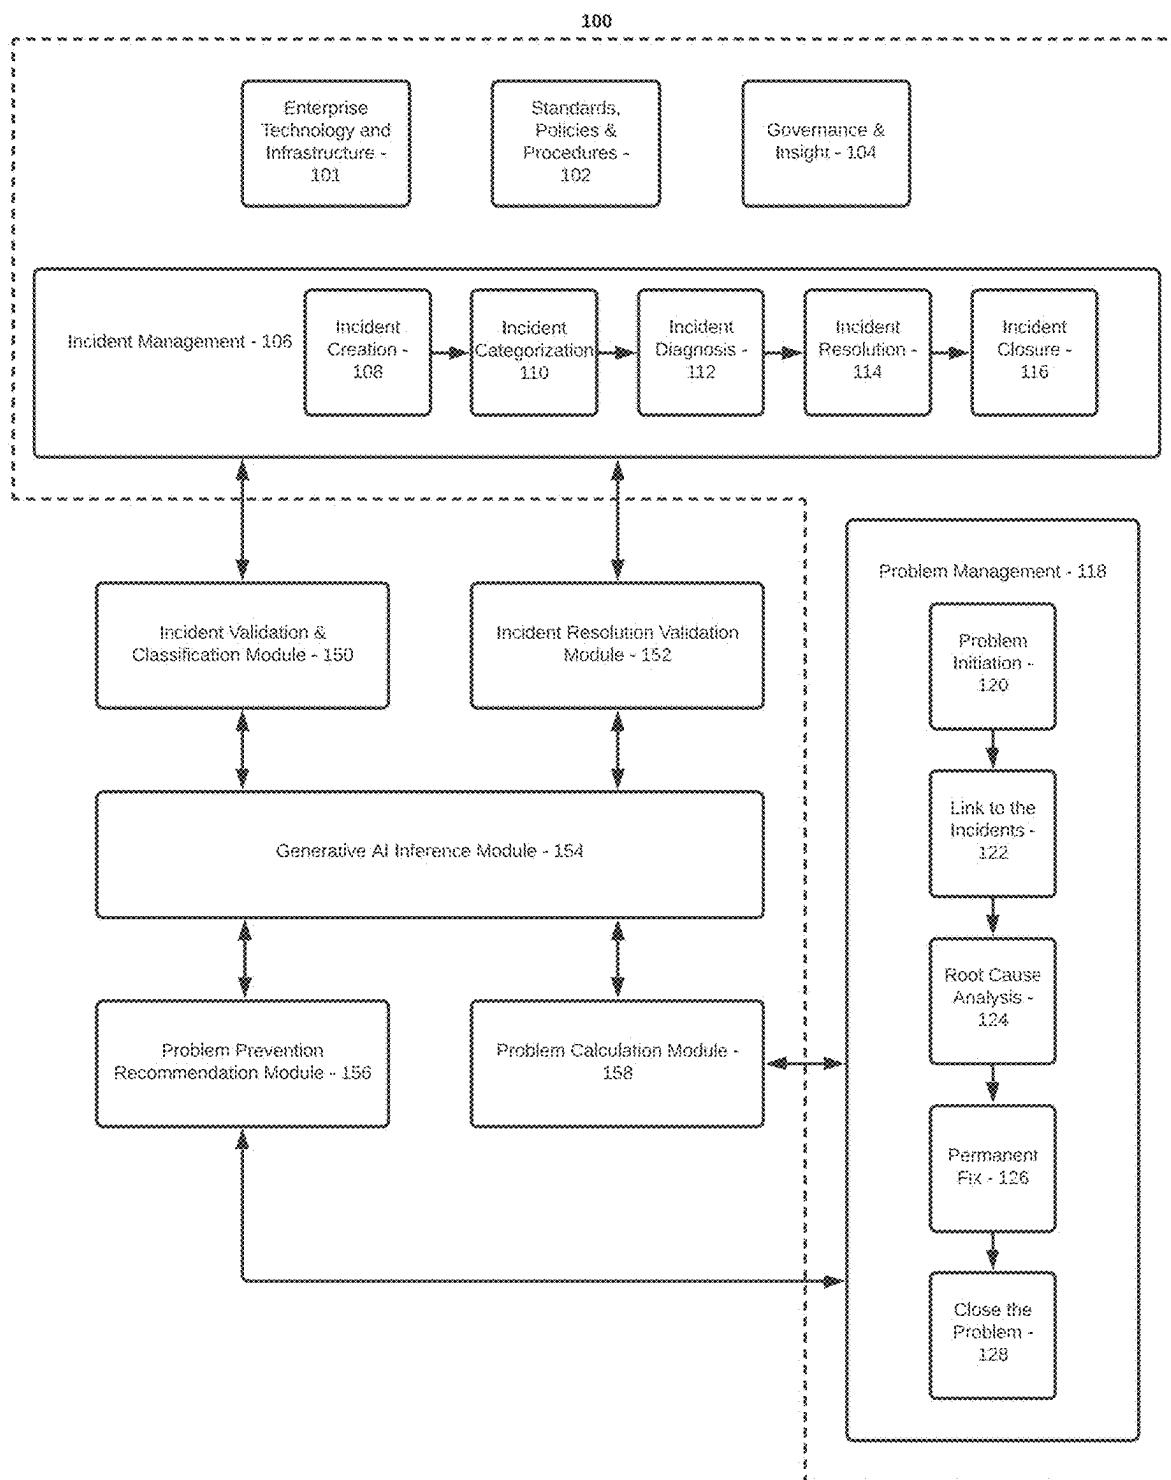 100
Enterprise
Technology and
Infrastructure -
101
Standards,
Policies &
Procedures -
102
Governance &
Insight - 104
Incident Management - 106
Incident
Creation -
108
Incident
Categorization
110
Incident
Diagnosis -
112
Incident
Resolution -
114
Incident
Closure -
116
Incident Validation &
Classification Module - 150
Incident Resolution Validation
Module - 152
Generative AI Inference Module - 154
Problem Prevention
Recommendation Module - 156
Problem Calculation Module -
158
Problem Management - 118
Problem
Initiation -
120
Link to the
Incidents -
122
Root Cause
Analysis -
124
Permanent
Fix - 126
Close the
Problem -
128